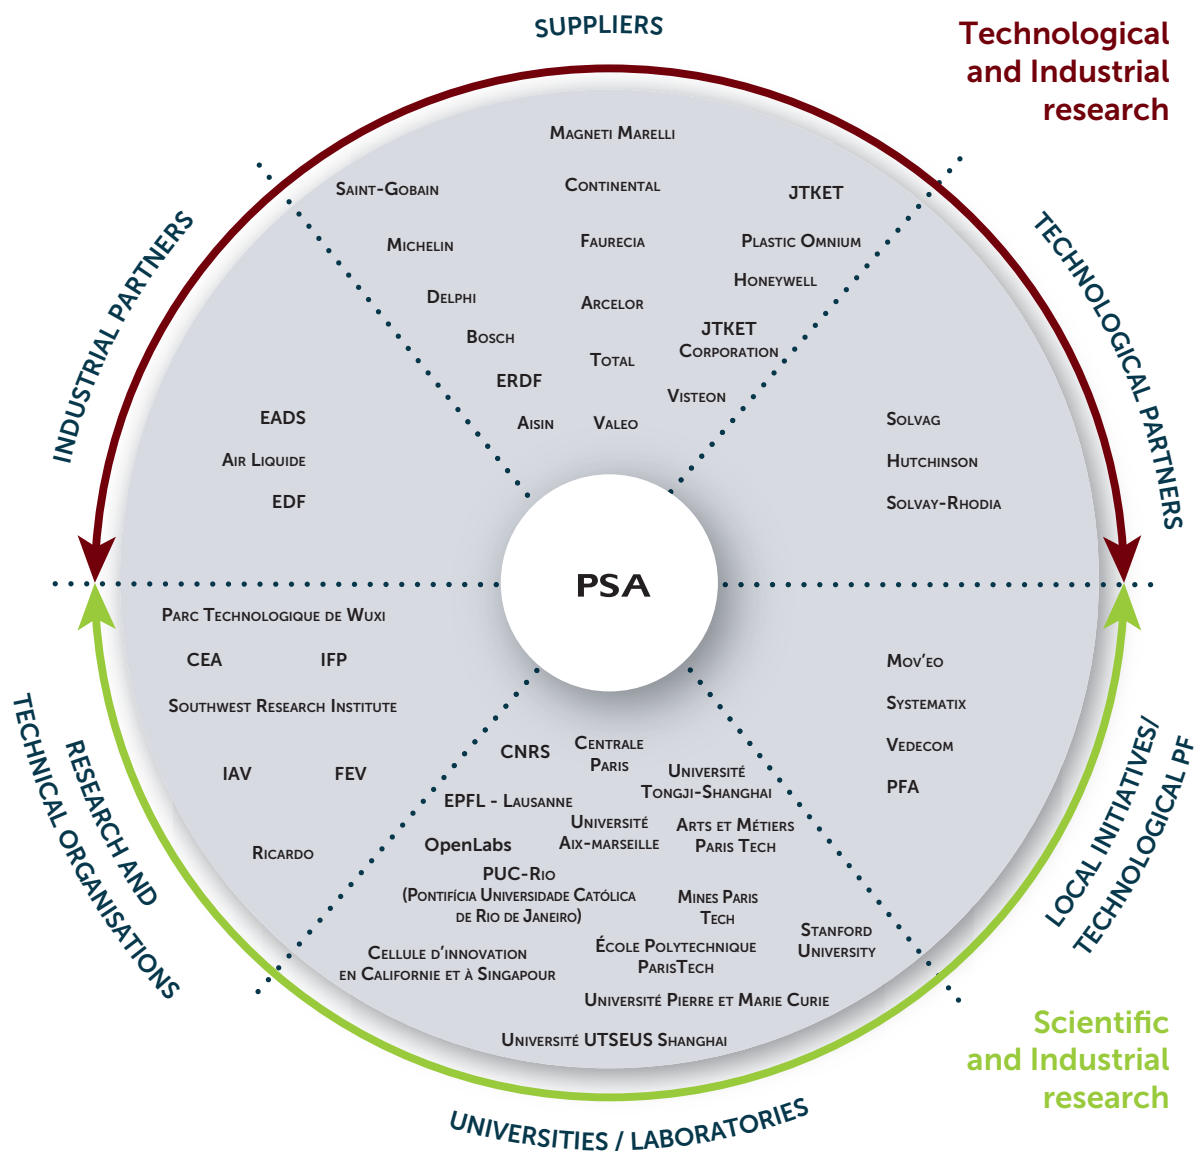 SUPPLIERS
Technological
and Industrial
research
INDUSTRIAL PARTNERS
TECHNOLOGICAL PARTNERS
Magneti Marelli
Saint-Gobain
Continental
JTKET
Michelin
Faurecia
Plastic Omnium
Honeywell
Delphi
Arcelor
Bosch
JTKET
Corporation
Total
ERDF
Visteon
Aisin
Valeo
EADS
Air Liquide
EDF
Solvag
Hutchinson
Solvay-Rhodia
PSA
Parc Technologique de Wuxi
CEA
IFP
Southwest Research Institute
IAV
FEV
Ricardo
RESEARCH AND
TECHNICAL ORGANISATIONS
Mov'eo
Systematix
Vedecom
PFA
LOCAL INITIATIVES/
TECHNOLOGICAL PF
CNRS
Centrale
Paris
Université
Tongji-Shanghai
EPFL - Lausanne
Université
Aix-marseille
Arts et Métiers
Paris Tech
OpenLabs
PUC-Rio
(Pontifícia Universidade Católica
de Rio de Janeiro)
Mines Paris
Tech
Stanford
University
Cellule d'innovation
en Californie et à Singapour
École Polytechnique
ParisTech
Université Pierre et Marie Curie
Université UTSEUS Shanghai
Scientific
and Industrial
research
UNIVERSITIES / LABORATORIES